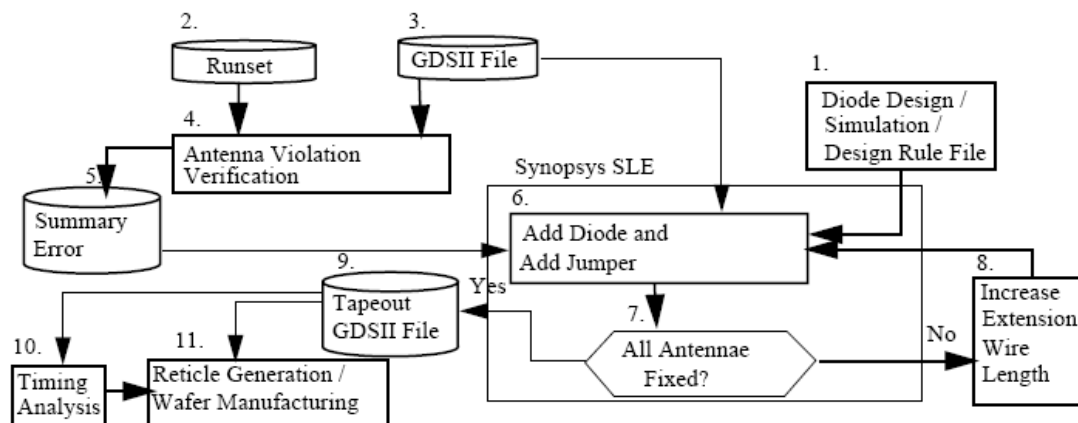 2.
Runset
3.
GDSII File
1.
Diode Design /
Simulation /
Design Rule File
4.
Antenna Violation
Verification
5.
Summary
Error
Synopsys SLE
6.
Add Diode and
Add Jumper
7.
All Antennae
Fixed?
Yes
No
8.
Increase
Extension
Wire
Length
9.
Tapeout
GDSII File
10.
Timing
Analysis
11.
Reticle Generation /
Wafer Manufacturing